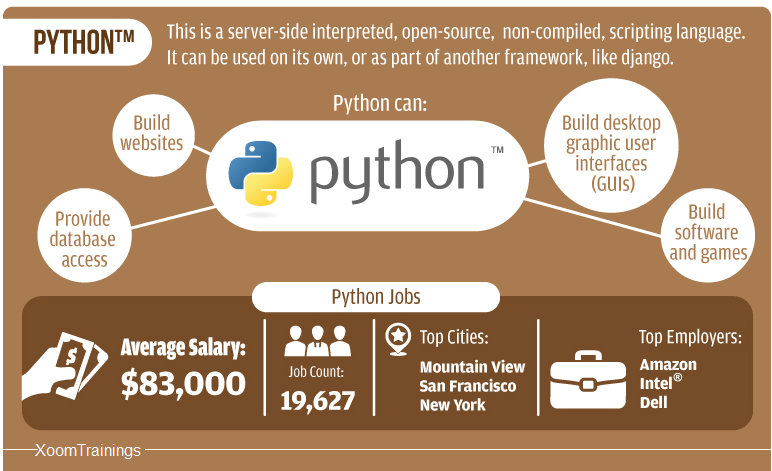 PYTHON™
This is a server-side interpreted, open-source, non-compiled, scripting language.
It can be used on its own, or as part of another framework, like django.
Python can:
Build
websites
Provide
database
access
python™
Build desktop
graphic user
interfaces
(GUIs)
Build
software
and games
Python Jobs
$
Average Salary:
$83,000
Job Count:
19,627
Top Cities:
Mountain View
San Francisco
New York
Top Employers:
Amazon
Intel®
Dell
XoomTrainings